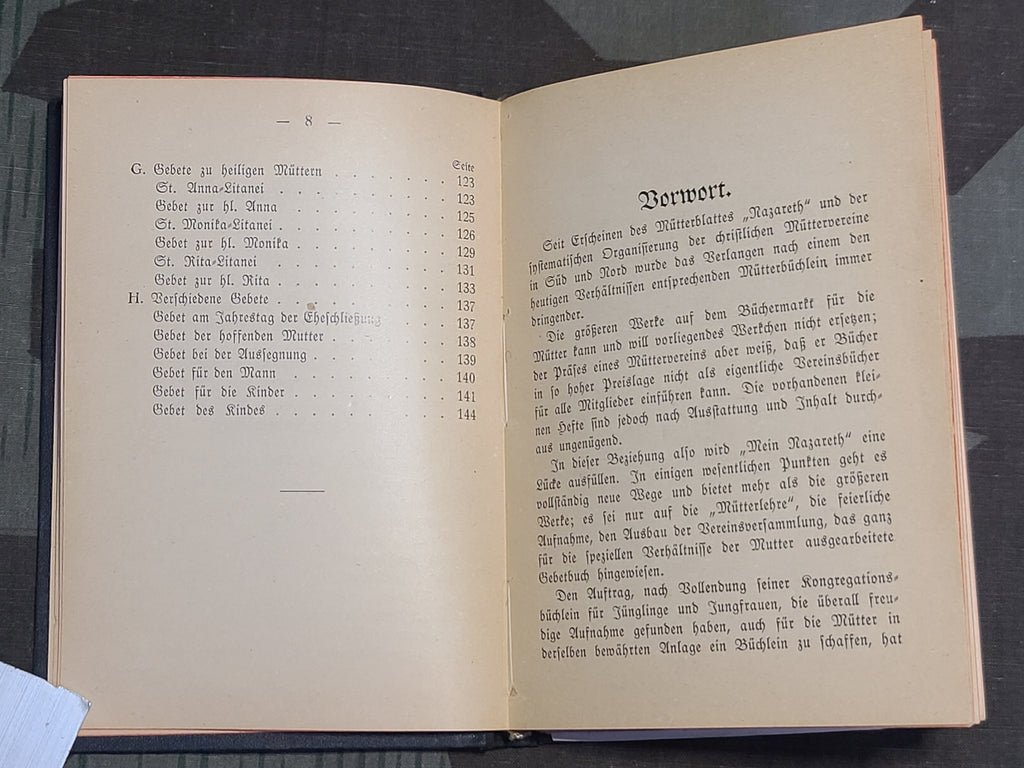 — 8 —
Seite
G. Gebete zu heiligen Müttern . . . . . . . 123
St. Anna-Litanei . . . . . . . . . . 123
Gebet zur hl. Anna . . . . . . . . . 125
St. Monika-Litanei . . . . . . . . . . 126
Gebet zur hl. Monika . . . . . . . . . 129
St. Rita-Litanei . . . . . . . . . . 131
Gebet zur hl. Rita . . . . . . . . . . 133
H. Verschiedene Gebete . . . . . . . . . . 137
Gebet am Jahrestag der Eheschließung . . . . 137
Gebet der hoffenden Mutter . . . . . . . 138
Gebet bei der Aussegnung . . . . . . . . 139
Gebet für den Mann . . . . . . . . . 140
Gebet für die Kinder . . . . . . . . . 141
Gebet des Kindes . . . . . . . . . . 144
Vorwort.
Seit Erscheinen des Mütterblattes „Nazareth“ und der
systematischen Organisierung der christlichen Müttervereine
in Süd und Nord wurde das Verlangen nach einem den
heutigen Verhältnissen entsprechenden Mütterbüchlein immer
dringender.
Die größeren Werke auf dem Büchermarkt für die
Mütter kann und will vorliegendes Werkchen nicht ersetzen;
der Präses eines Müttervereins aber weiß, daß er Bücher
in so hoher Preislage nicht als eigentliche Vereinsbücher
für alle Mitglieder einführen kann. Die vorhandenen klei-
nen Hefte sind jedoch nach Ausstattung und Inhalt durch-
aus ungenügend.
In dieser Beziehung also wird „Mein Nazareth“ eine
Lücke ausfüllen. In einigen wesentlichen Punkten geht es
vollständig neue Wege und bietet mehr als die größeren
Werke; es sei nur auf die „Mütterlehre“, die feierliche
Aufnahme, den Ausbau der Vereinsversammlung, das ganz
für die speziellen Verhältnisse der Mutter ausgearbeitete
Gebetbuch hingewiesen.
Den Auftrag, nach Vollendung seiner Kongregations-
büchlein für Jünglinge und Jungfrauen, die überall freu-
dige Aufnahme gefunden haben, auch für die Mütter in
derselben bewährten Anlage ein Büchlein zu schaffen, hat